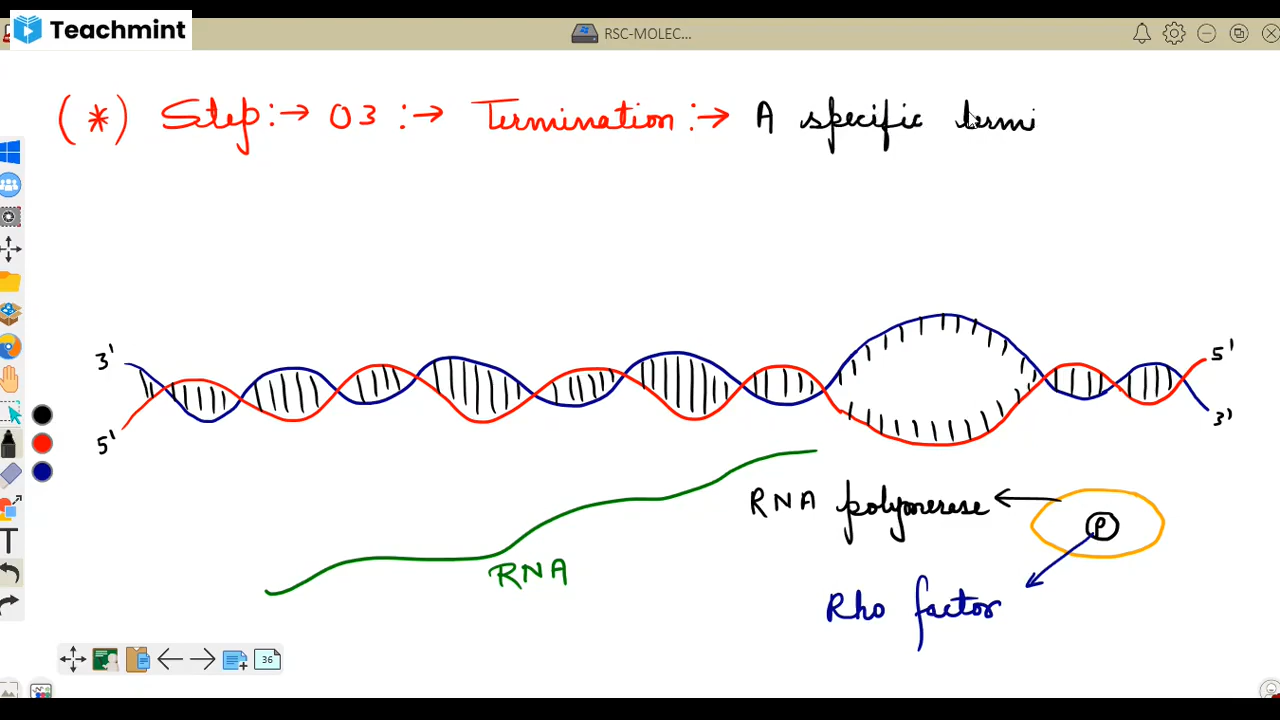 Teachmint
RSC-MOLEC...
(*) Step:→ 03 :→ Termination :→ A specific termi
3'
5'
5'
3'
RNA polymerase
P
RNA
Rho factor
T
36